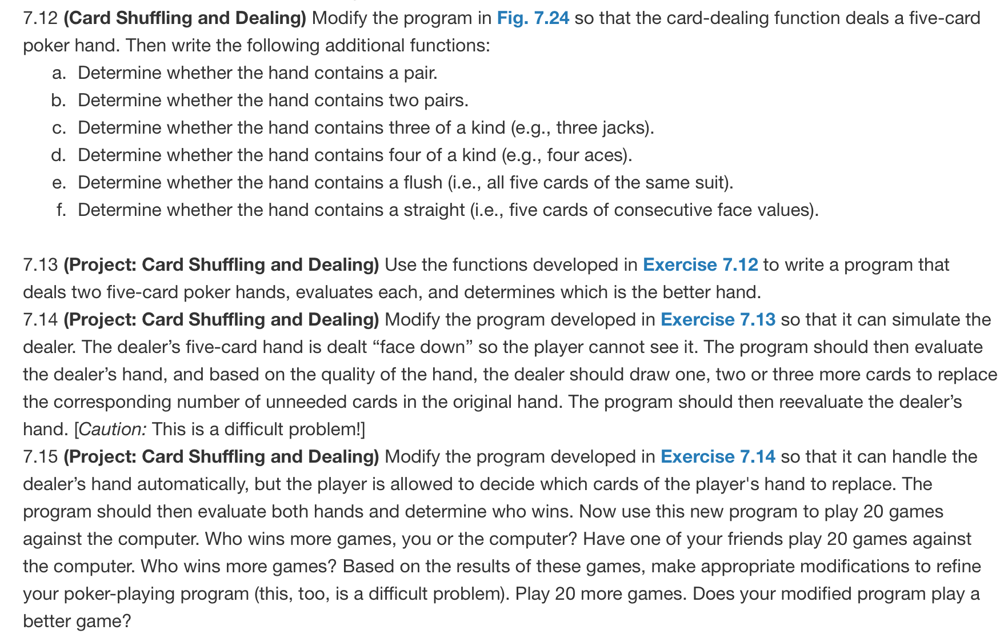 7.12 (Card Shuffling and Dealing) Modify the program in Fig. 7.24 so that the card-dealing function deals a five-card
poker hand. Then write the following additional functions:
a. Determine whether the hand contains a pair.
b. Determine whether the hand contains two pairs.
c. Determine whether the hand contains three of a kind (e.g., three jacks).
d. Determine whether the hand contains four of a kind (e.g., four aces).
e. Determine whether the hand contains a flush (i.e., all five cards of the same suit).
f. Determine whether the hand contains a straight (i.e., five cards of consecutive face values).
7.13 (Project: Card Shuffling and Dealing) Use the functions developed in Exercise 7.12 to write a program that
deals two five-card poker hands, evaluates each, and determines which is the better hand.
7.14 (Project: Card Shuffling and Dealing) Modify the program developed in Exercise 7.13 so that it can simulate the
dealer. The dealer’s five-card hand is dealt “face down” so the player cannot see it. The program should then evaluate
the dealer’s hand, and based on the quality of the hand, the dealer should draw one, two or three more cards to replace
the corresponding number of unneeded cards in the original hand. The program should then reevaluate the dealer’s
hand. [Caution: This is a difficult problem!]
7.15 (Project: Card Shuffling and Dealing) Modify the program developed in Exercise 7.14 so that it can handle the
dealer’s hand automatically, but the player is allowed to decide which cards of the player's hand to replace. The
program should then evaluate both hands and determine who wins. Now use this new program to play 20 games
against the computer. Who wins more games, you or the computer? Have one of your friends play 20 games against
the computer. Who wins more games? Based on the results of these games, make appropriate modifications to refine
your poker-playing program (this, too, is a difficult problem). Play 20 more games. Does your modified program play a
better game?